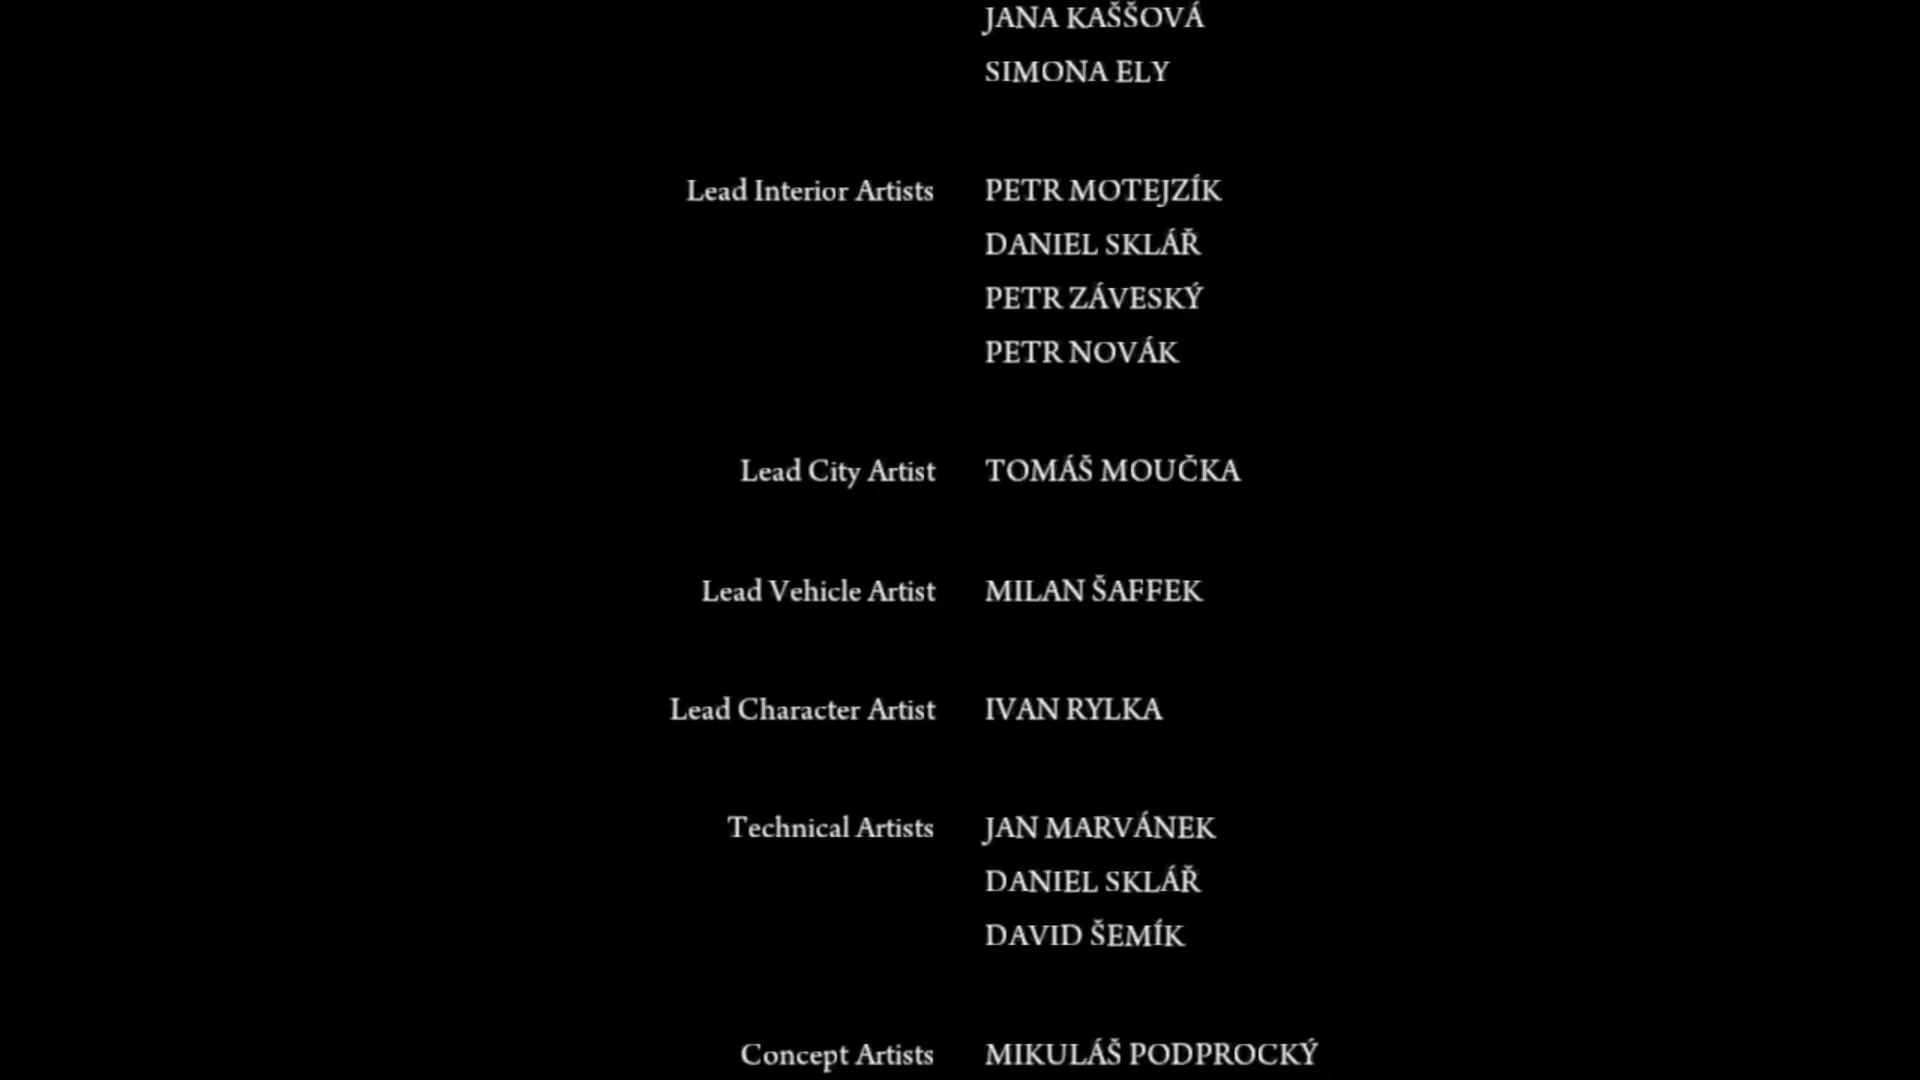 JANA KAŠŠOVÁ
SIMONA ELY
Lead Interior Artists PETR MOTEJZÍK
DANIEL SKLÁŘ
PETR ZÁVESKÝ
PETR NOVÁK
Lead City Artist TOMÁŠ MOUČKA
Lead Vehicle Artist MILAN ŠAFFEK
Lead Character Artist IVAN RYLKA
Technical Artists JAN MARVÁNEK
DANIEL SKLÁŘ
DAVID ŠEMÍK
Concept Artists MIKULÁŠ PODPROCKÝ